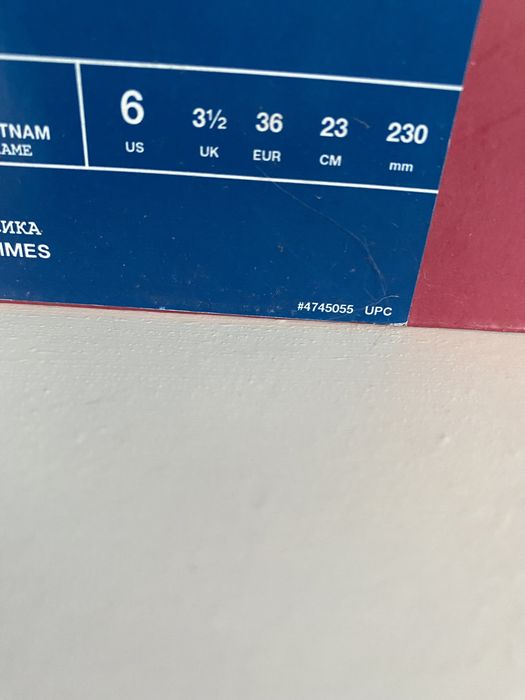 TNAM
AME
6 3½ 36 23 230
US UK EUR CM mm
ИКА
IMES
#4745055 UPC